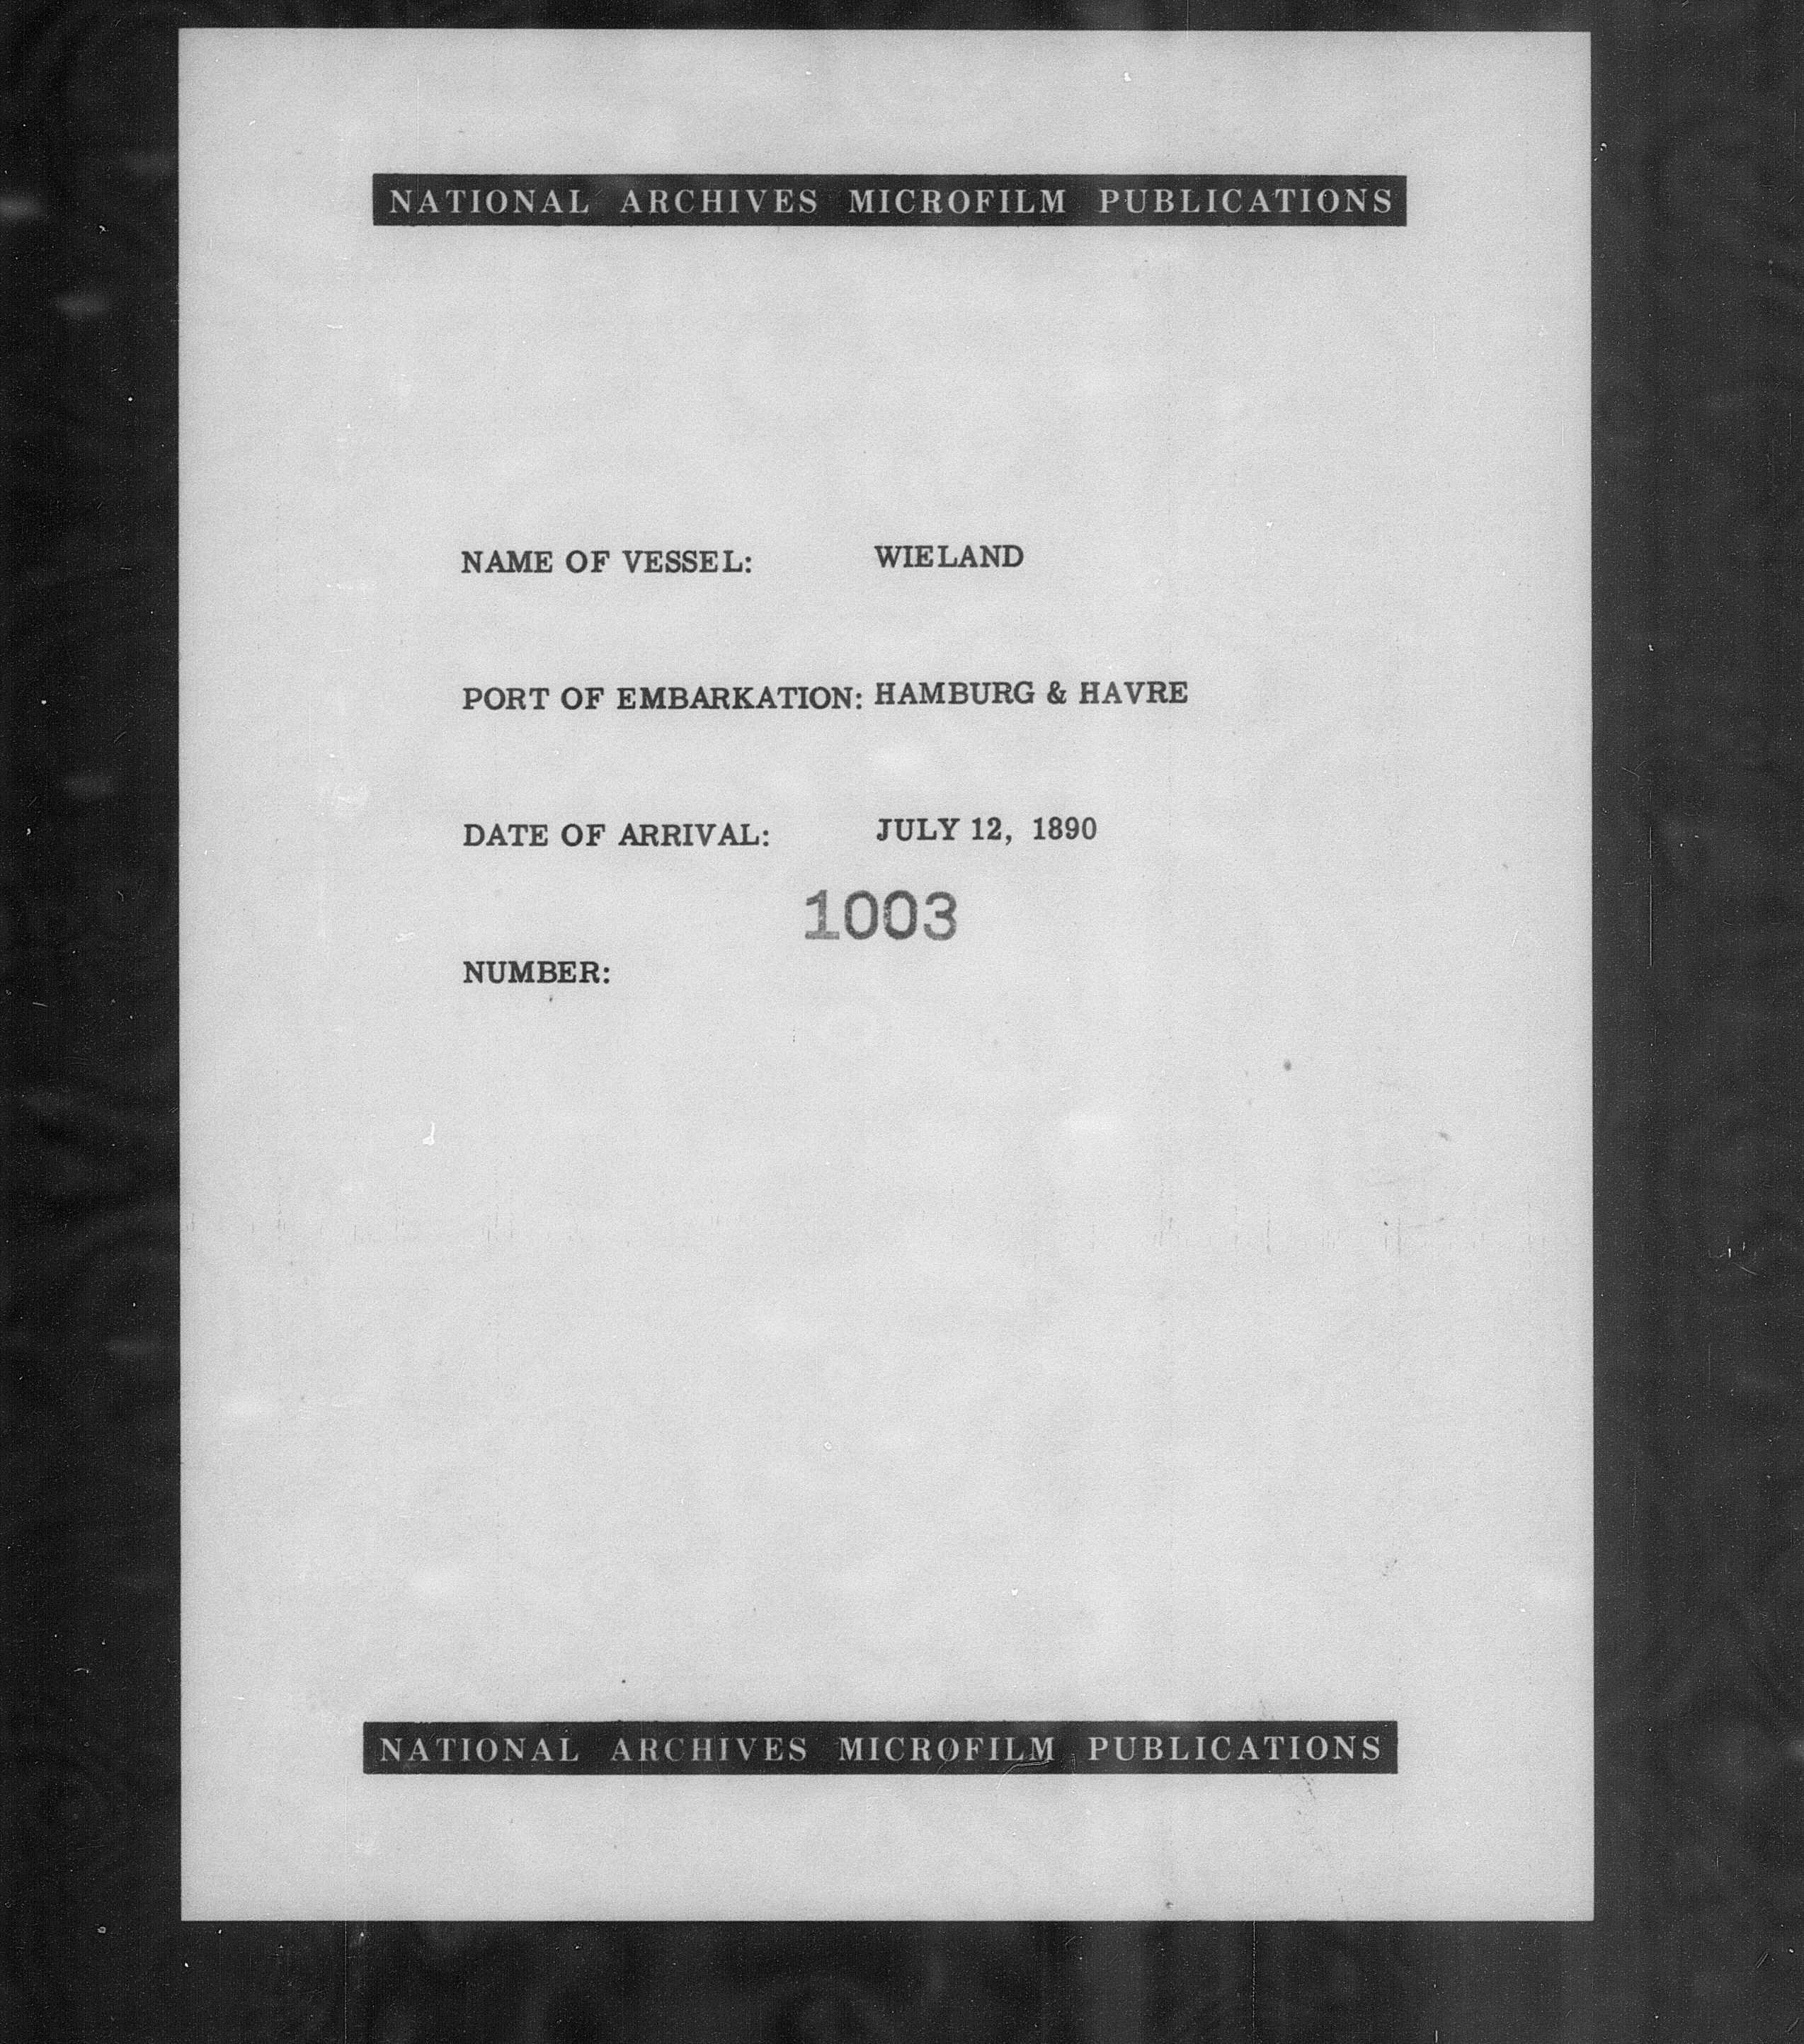 NATIONAL ARCHIVES MICROFILM PUBLICATIONS
NAME OF VESSEL: WIELAND
PORT OF EMBARKATION: HAMBURG & HAVRE
DATE OF ARRIVAL: JULY 12, 1890
1003
NUMBER:
NATIONAL ARCHIVES MICROFILM PUBLICATIONS